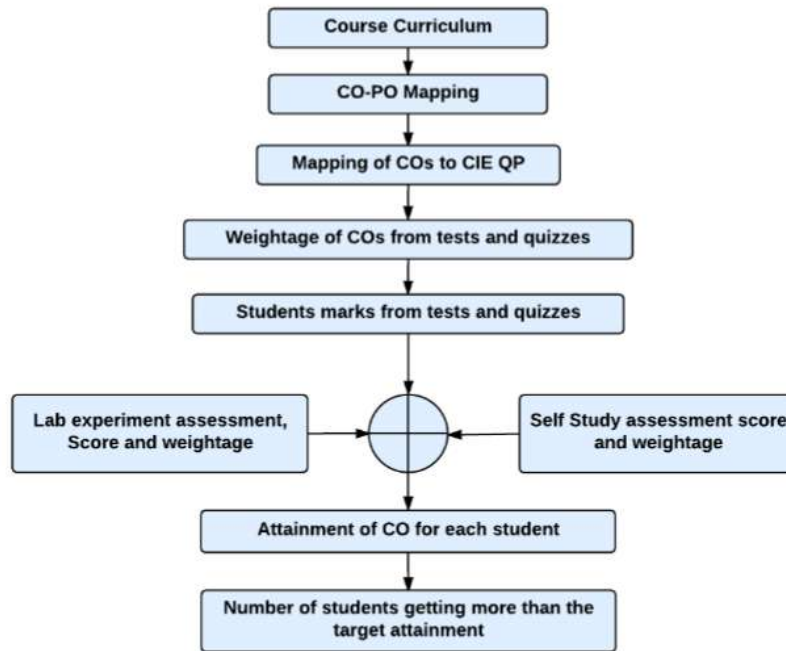 Course Curriculum
CO-PO Mapping
Mapping of COs to CIE QP
Weightage of COs from tests and quizzes
Students marks from tests and quizzes
Lab experiment assessment,
Score and weightage
Self Study assessment score
and weightage
Attainment of CO for each student
Number of students getting more than the
target attainment